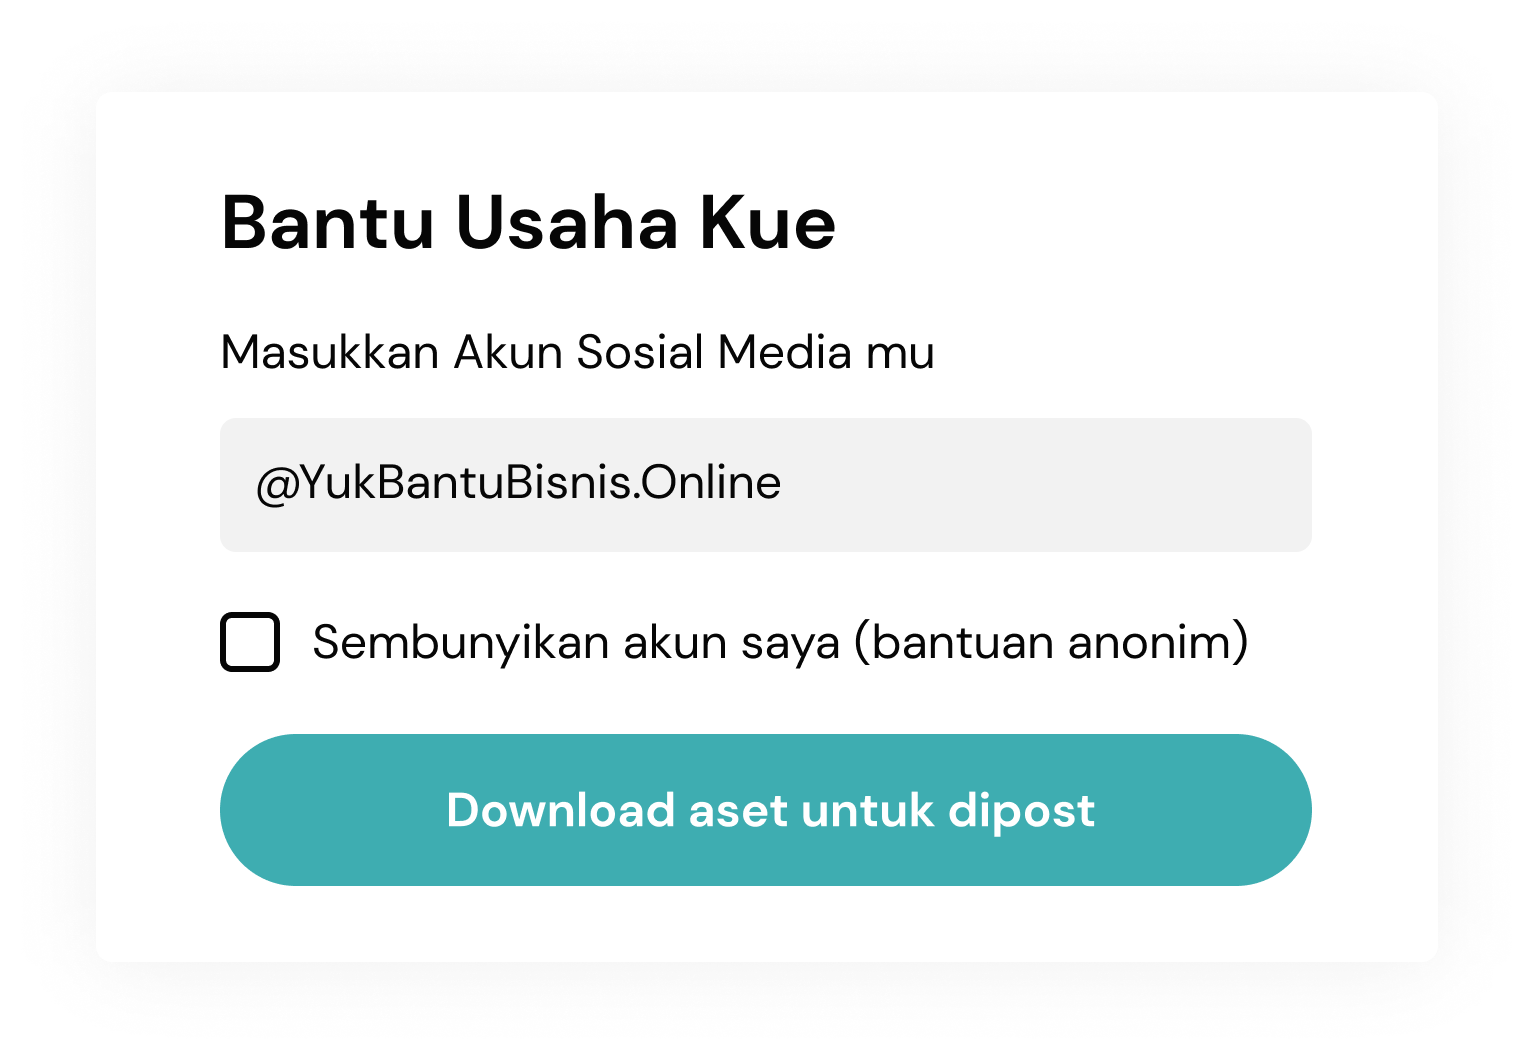 Bantu Usaha Kue
Masukkan Akun Sosial Media mu
@YukBantuBisnis.Online
Sembunyikan akun saya (bantuan anonim)
Download aset untuk dipost